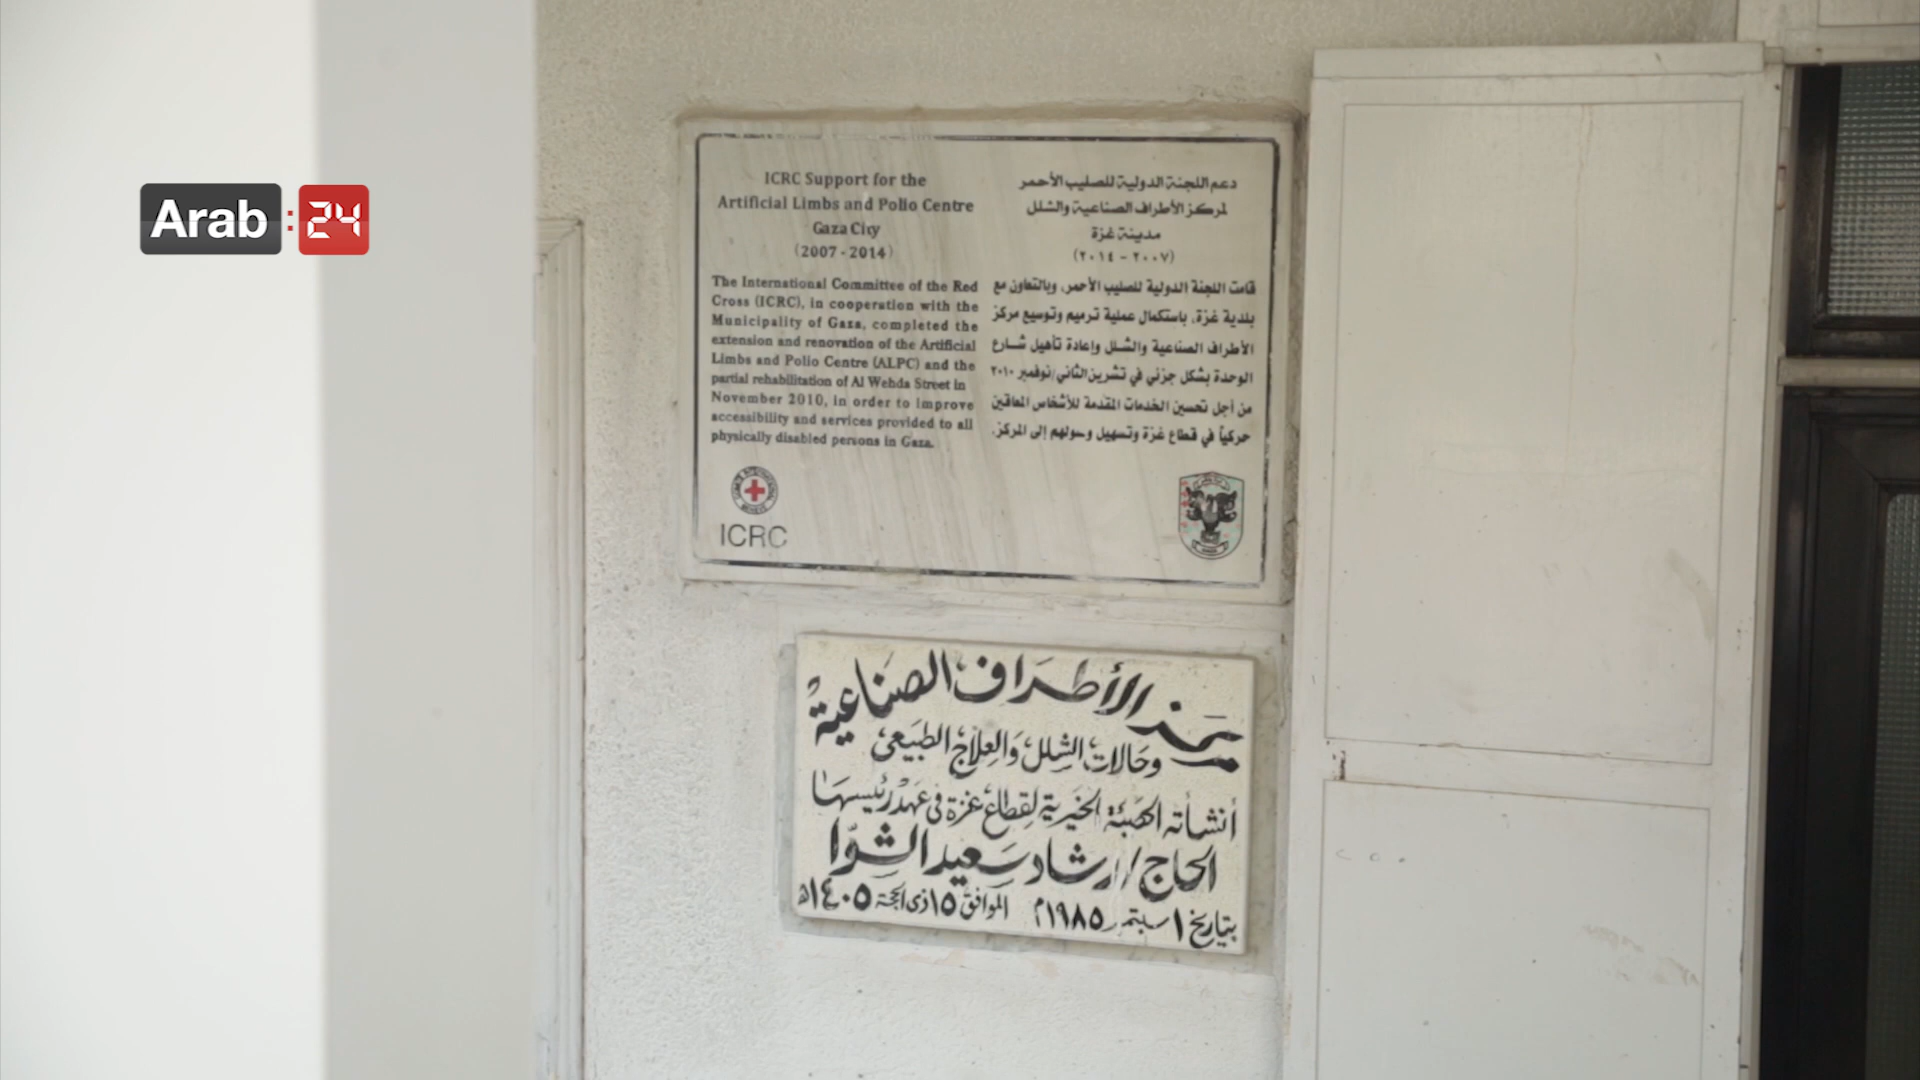 Arab:24
ICRC Support for the
Artificial Limbs and Polio Centre
Gaza City
(2007 - 2014)
The International Committee of the Red
Cross (ICRC), in cooperation with the
Municipality of Gaza, completed the
extension and renovation of the Artificial
Limbs and Polio Centre (ALPC) and the
partial rehabilitation of Al Wehda Street in
November 2010, in order to improve
accessibility and services provided to all
physically disabled persons in Gaza.
ICRC
دعم اللجنة الدولية للصليب الأحمر
لمركز الأطراف الصناعية والشلل
مدينة غزة
(٢٠٠٧ - ٢٠١٤)
قامت اللجنة الدولية للصليب الأحمر، وبالتعاون مع
بلدية غزة، باستكمال عملية ترميم وتوسيع مركز
الأطراف الصناعية والشلل وإعادة تأهيل شارع
الوحدة بشكل جزئي في تشرين الثاني/نوفمبر ٢٠١٠
من أجل تحسين الخدمات المقدمة للأشخاص المعاقين
حركياً في قطاع غزة وتسهيل وصولهم إلى المركز.
الأطراف الصناعية
وحالات الشلل والعلاج الطبيعى
أنشأته الهيئة الخيرية لقطاع غزة فى عهد رئيسها
الحاج/رشاد سعيد الشوّا
بتاريخ ١ سبتمبر ١٩٨٥م الموافق ١٥ ذى الحجة ١٤٠٥ه